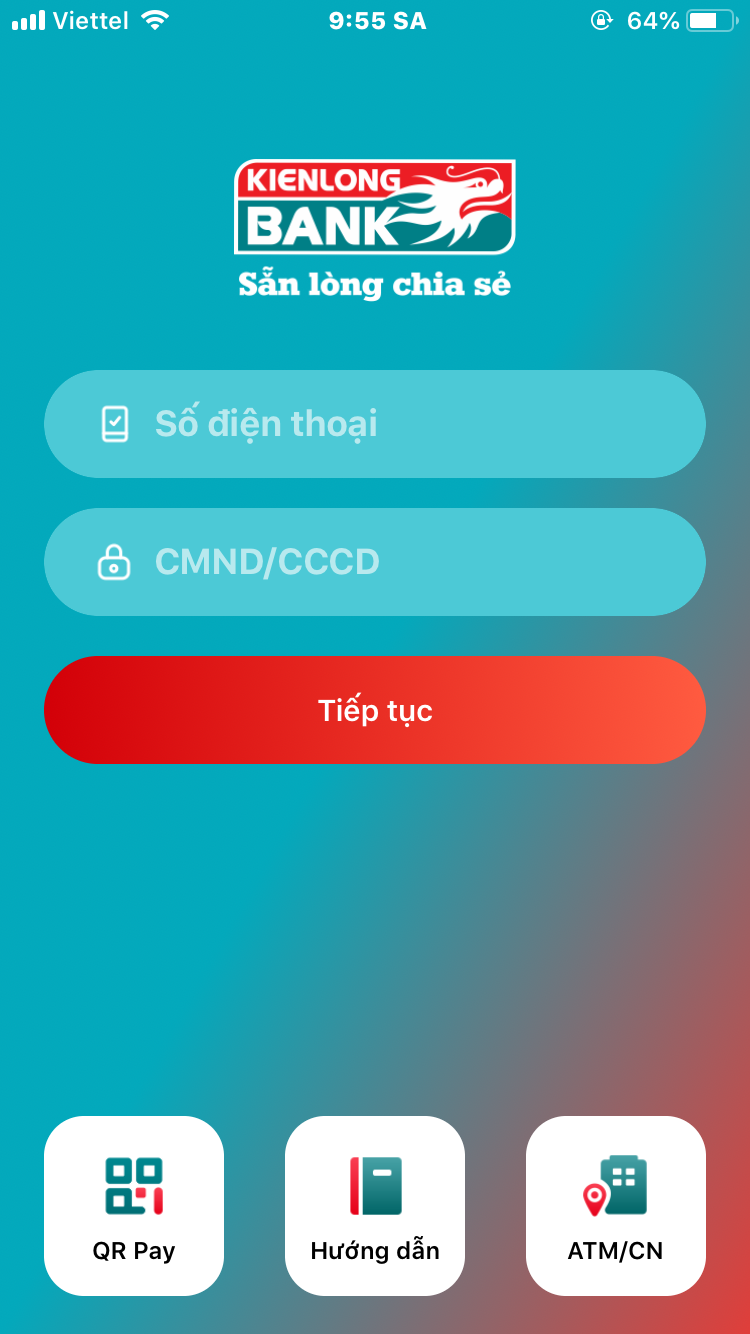 Viettel 9:55 SA 64%
KIENLONG
BANK
Sẵn lòng chia sẻ
Số điện thoại
CMND/CCCD
Tiếp tục
QR Pay Hướng dẫn ATM/CN